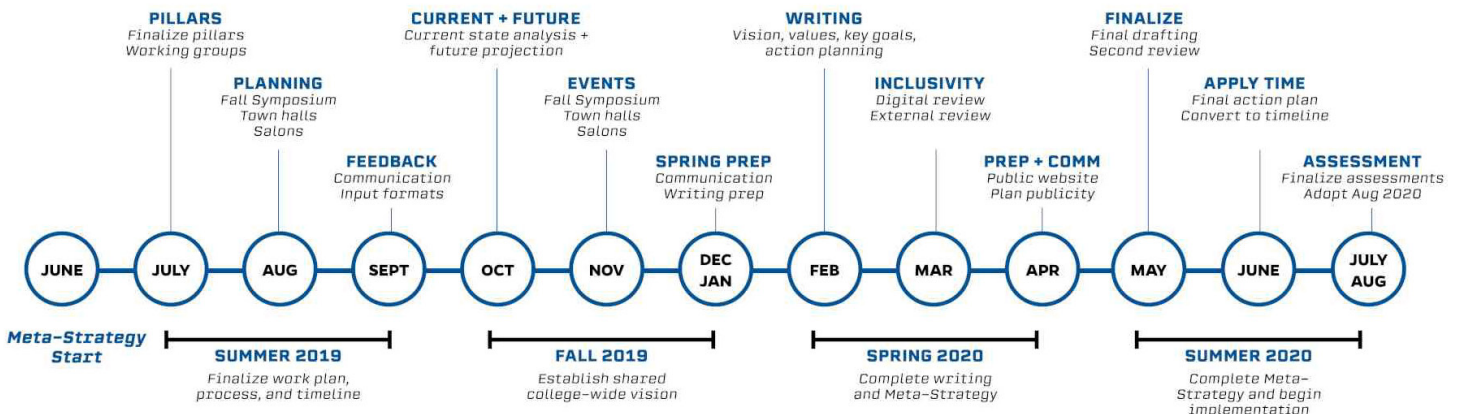 PILLARS
Finalize pillars
Working groups
PLANNING
Fall Symposium
Town halls
Salons
FEEDBACK
Communication
Input formats
CURRENT + FUTURE
Current state analysis +
future projection
EVENTS
Fall Symposium
Town halls
Salons
SPRING PREP
Communication
Writing prep
WRITING
Vision, values, key goals,
action planning
INCLUSIVITY
Digital review
External review
PREP + COMM
Public website
Plan publicity
FINALIZE
Final drafting
Second review
APPLY TIME
Final action plan
Convert to timeline
ASSESSMENT
Finalize assessments
Adopt Aug 2020
JUNE
JULY
AUG
SEPT
OCT
NOV
DEC
JAN
FEB
MAR
APR
MAY
JUNE
JULY
AUG
Meta-Strategy
Start
SUMMER 2019
Finalize work plan,
process, and timeline
FALL 2019
Establish shared
college-wide vision
SPRING 2020
Complete writing
and Meta-Strategy
SUMMER 2020
Complete Meta-
Strategy and begin
implementation